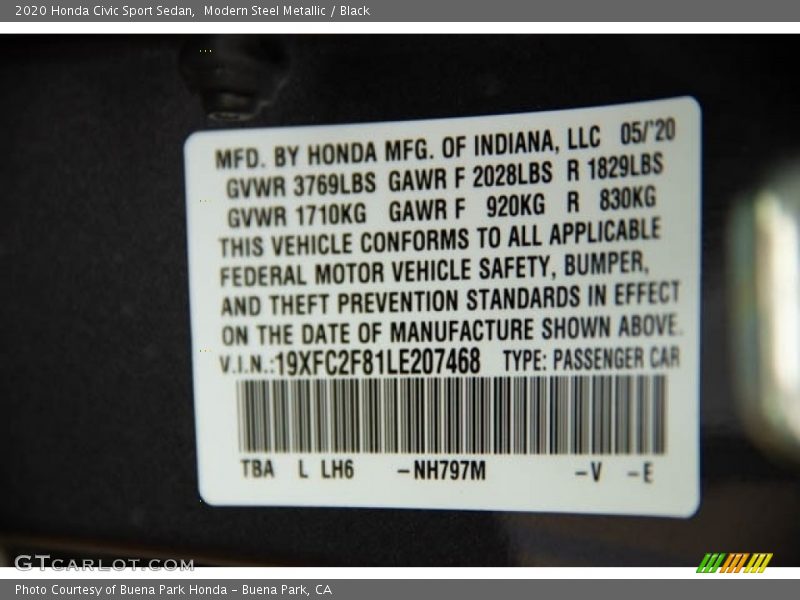 2020 Honda Civic Sport Sedan, Modern Steel Metallic / Black
MFD. BY HONDA MFG. OF INDIANA, LLC 05/'20
GVWR 3769LBS GAWR F 2028LBS R 1829LBS
GVWR 1710KG GAWR F 920KG R 830KG
THIS VEHICLE CONFORMS TO ALL APPLICABLE
FEDERAL MOTOR VEHICLE SAFETY, BUMPER,
AND THEFT PREVENTION STANDARDS IN EFFECT
ON THE DATE OF MANUFACTURE SHOWN ABOVE.
V.I.N.:19XFC2F81LE207468 TYPE: PASSENGER CAR
TBA L LH6 -NH797M -V -E
GTCARLOT.COM
Photo Courtesy of Buena Park Honda - Buena Park, CA